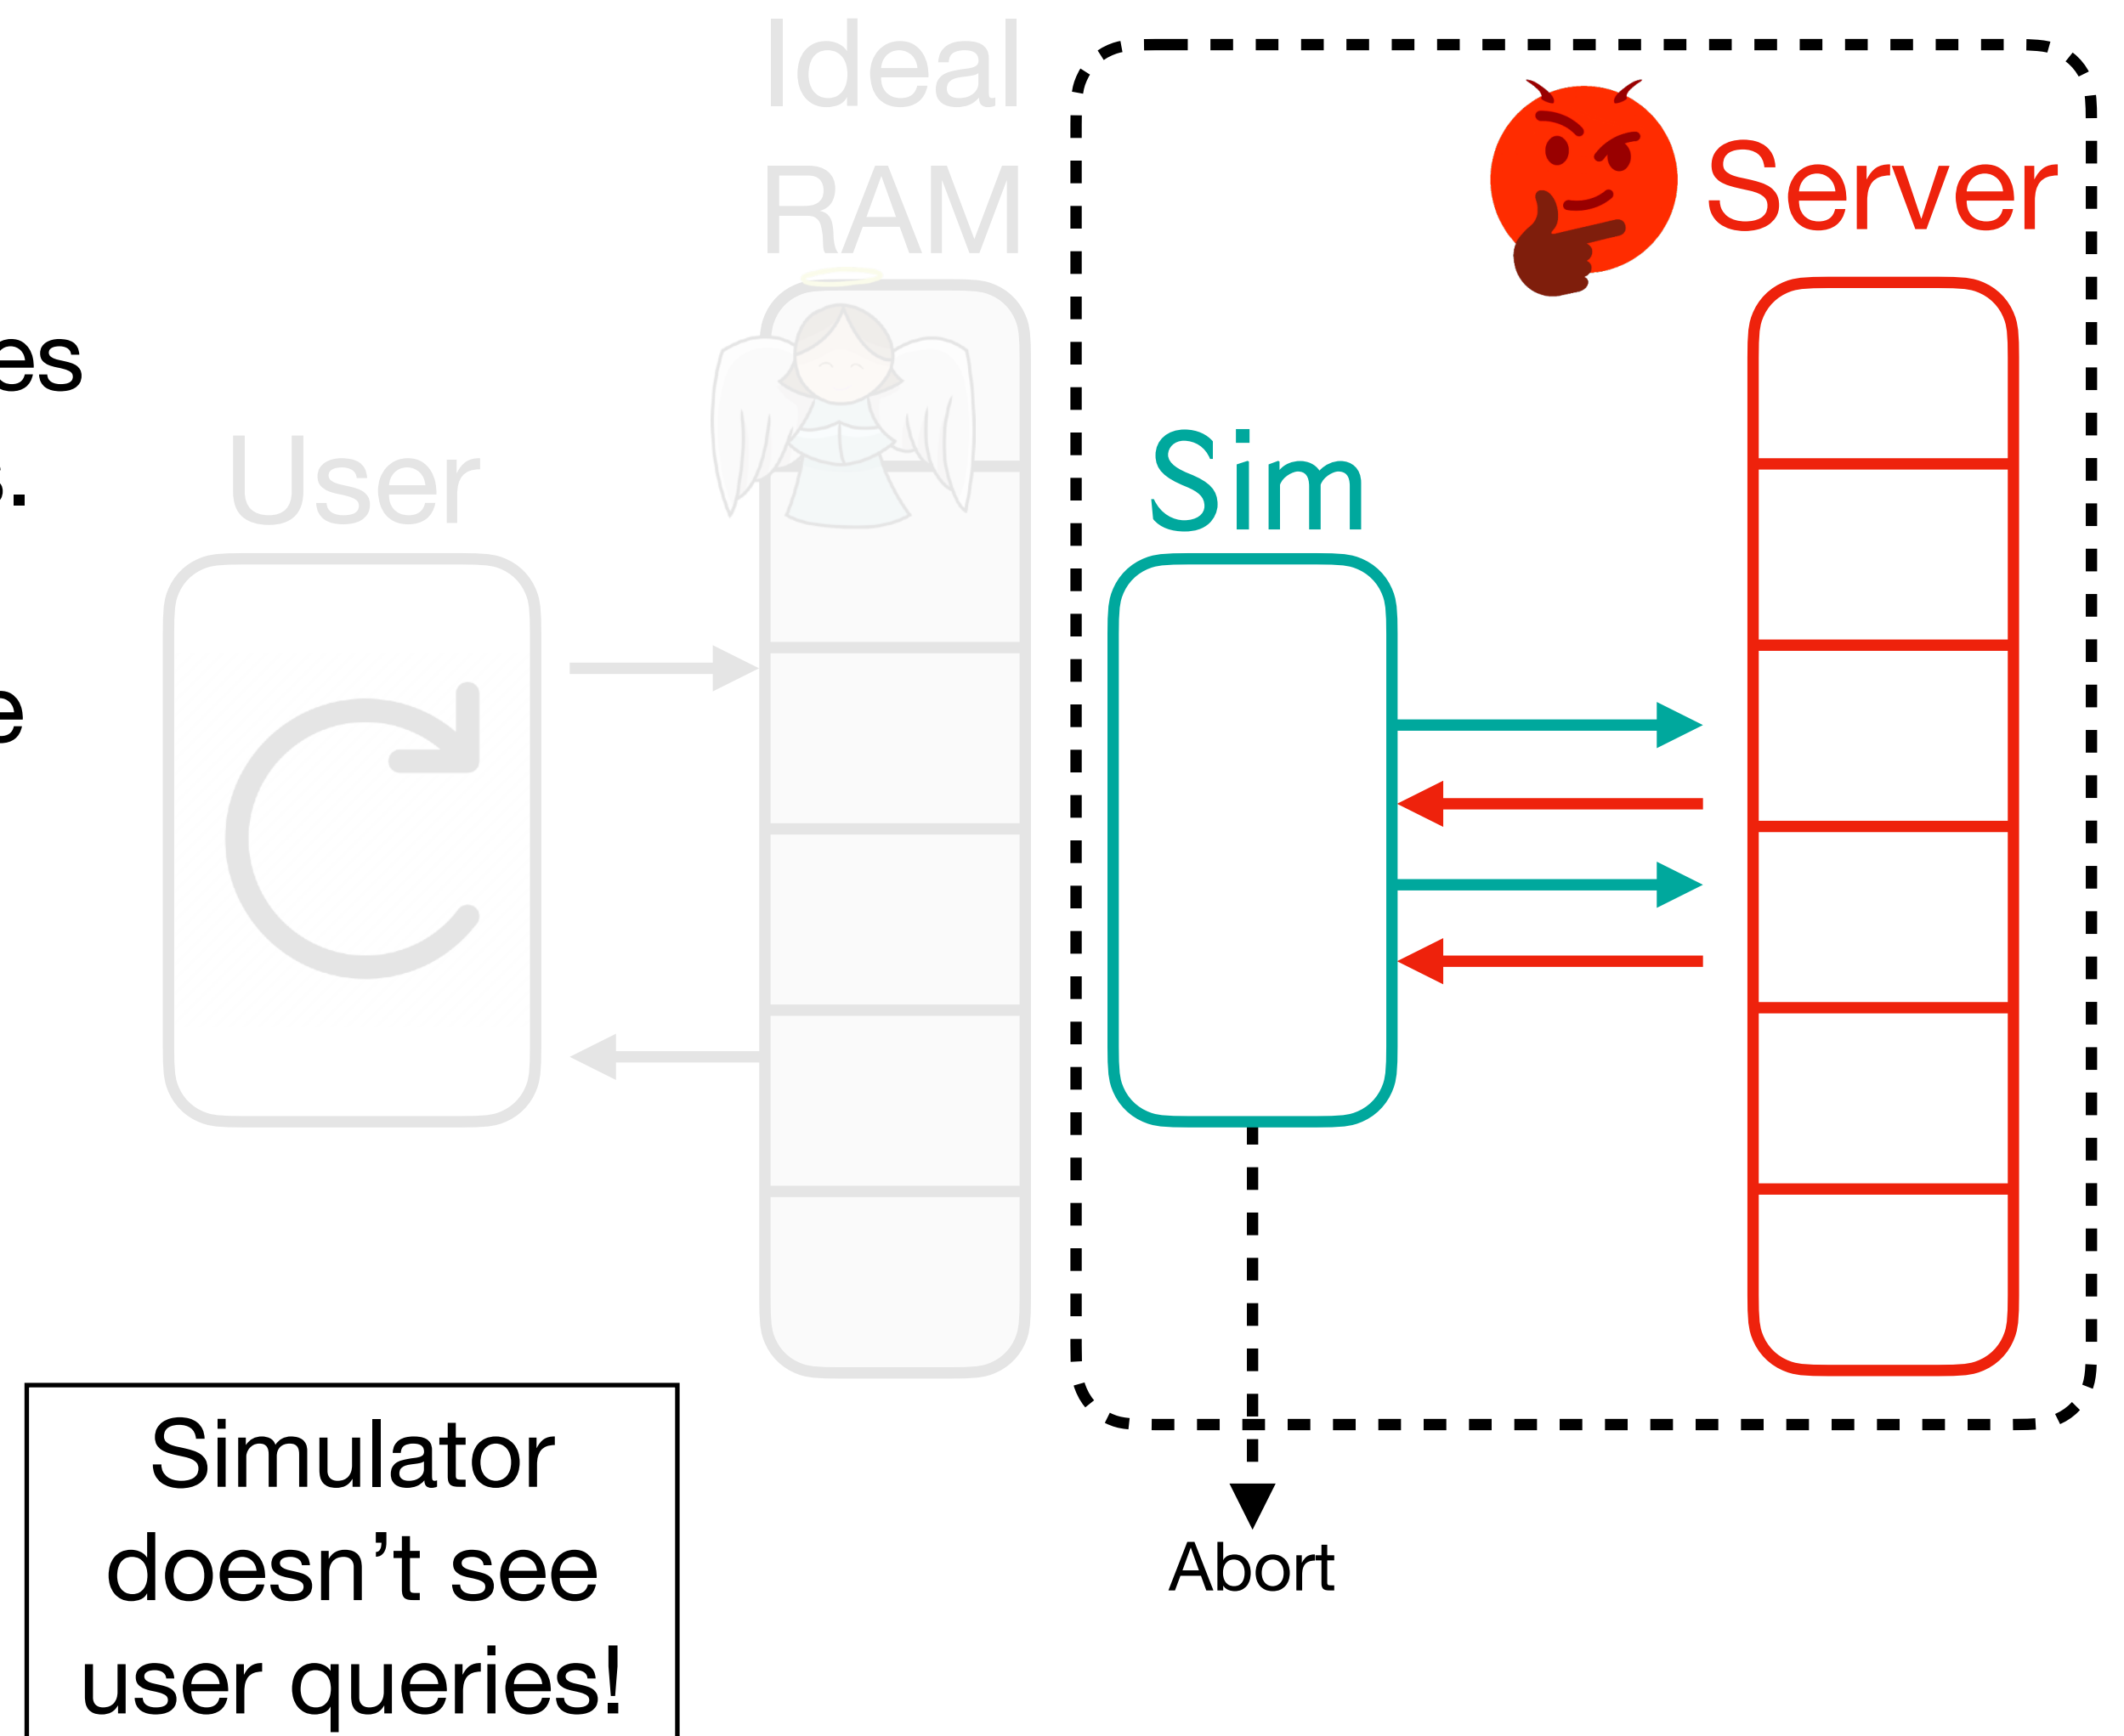 Ideal
RAM
Server
es
s.
e
User
Sim
Simulator
doesn’t see
user queries!
Abort